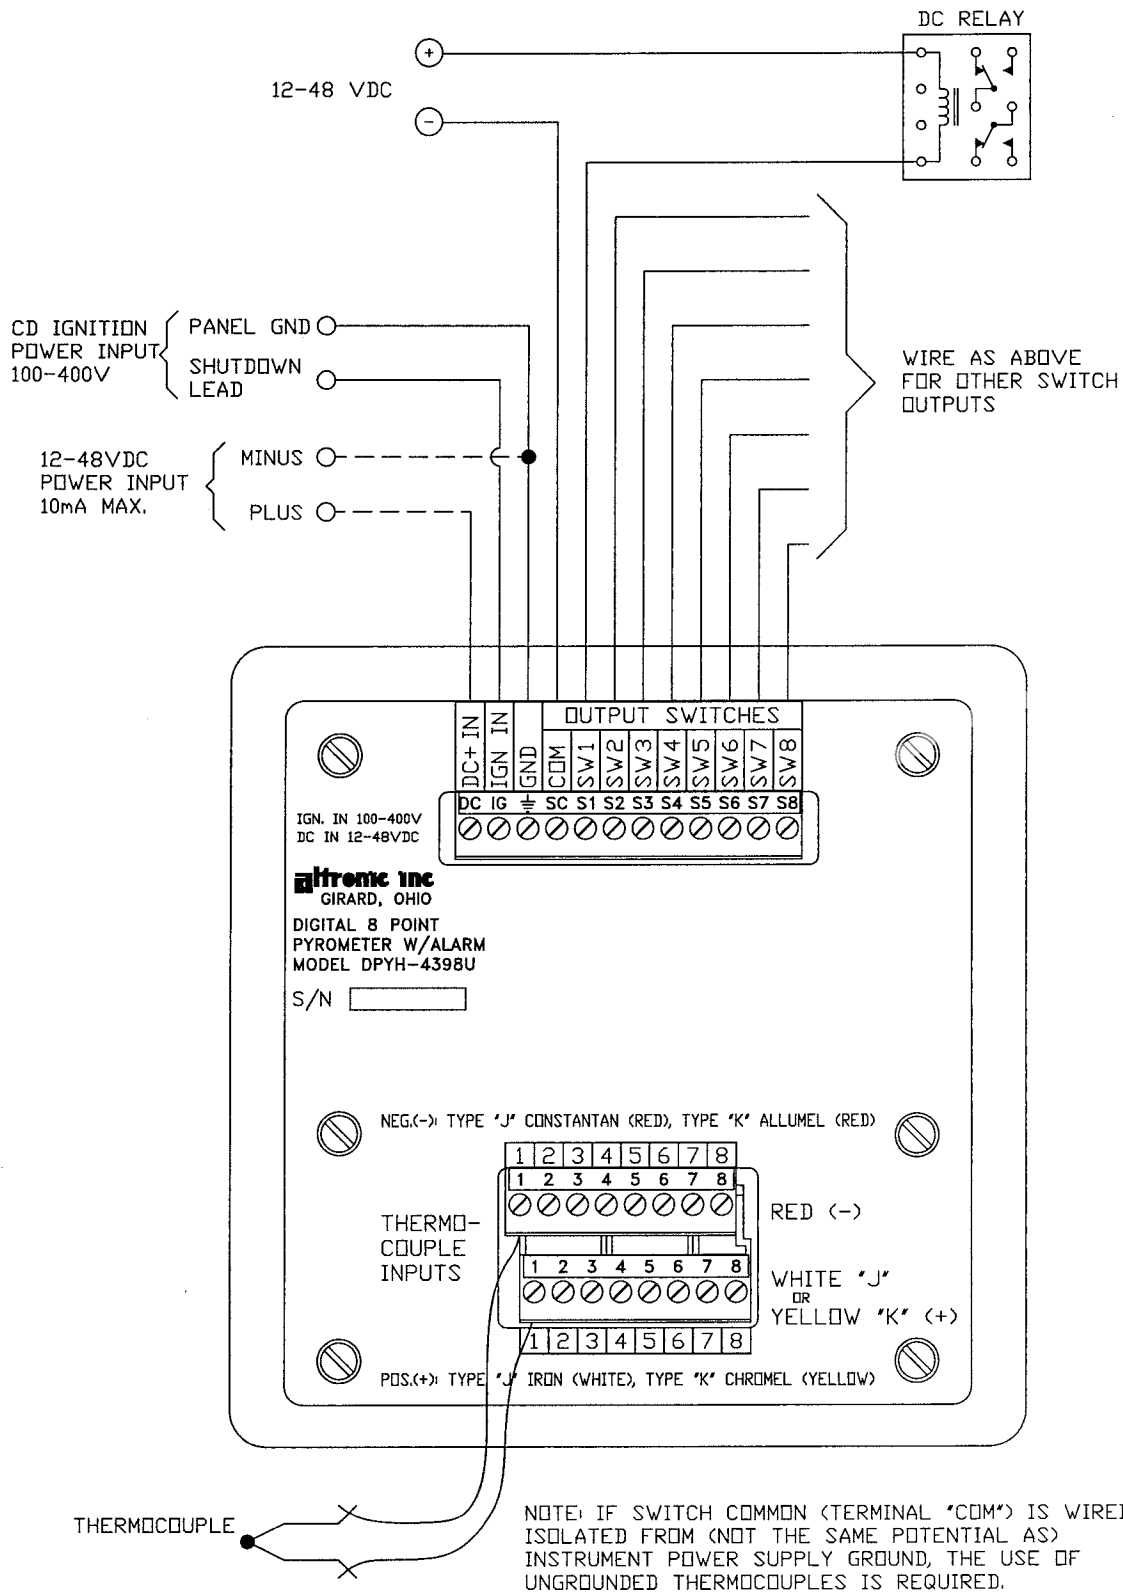 DC RELAY
+
12-48 VDC
-
CD IGNITION
POWER INPUT
100-400V
PANEL GND
SHUTDOWN
LEAD
WIRE AS ABOVE
FOR OTHER SWITCH
OUTPUTS
12-48VDC
POWER INPUT
10mA MAX.
MINUS
PLUS
OUTPUT SWITCHES
DC+ IN
IGN IN
GND
COM
SW1
SW2
SW3
SW4
SW5
SW6
SW7
SW8
DC IG SC S1 S2 S3 S4 S5 S6 S7 S8
IGN. IN 100-400V
DC IN 12-48VDC
altronic inc
GIRARD, OHIO
DIGITAL 8 POINT
PYROMETER W/ALARM
MODEL DPYH-4398U
S/N
NEG.(-): TYPE "J" CONSTANTAN (RED), TYPE "K" ALLUMEL (RED)
1 2 3 4 5 6 7 8
1 2 3 4 5 6 7 8
THERMO-
COUPLE
INPUTS
RED (-)
1 2 3 4 5 6 7 8
WHITE "J"
OR
YELLOW "K" (+)
1 2 3 4 5 6 7 8
POS.(+): TYPE "J" IRON (WHITE), TYPE "K" CHROMEL (YELLOW)
THERMOCOUPLE
NOTE: IF SWITCH COMMON (TERMINAL "COM") IS WIRED
ISOLATED FROM (NOT THE SAME POTENTIAL AS)
INSTRUMENT POWER SUPPLY GROUND, THE USE OF
UNGROUNDED THERMOCOUPLES IS REQUIRED.